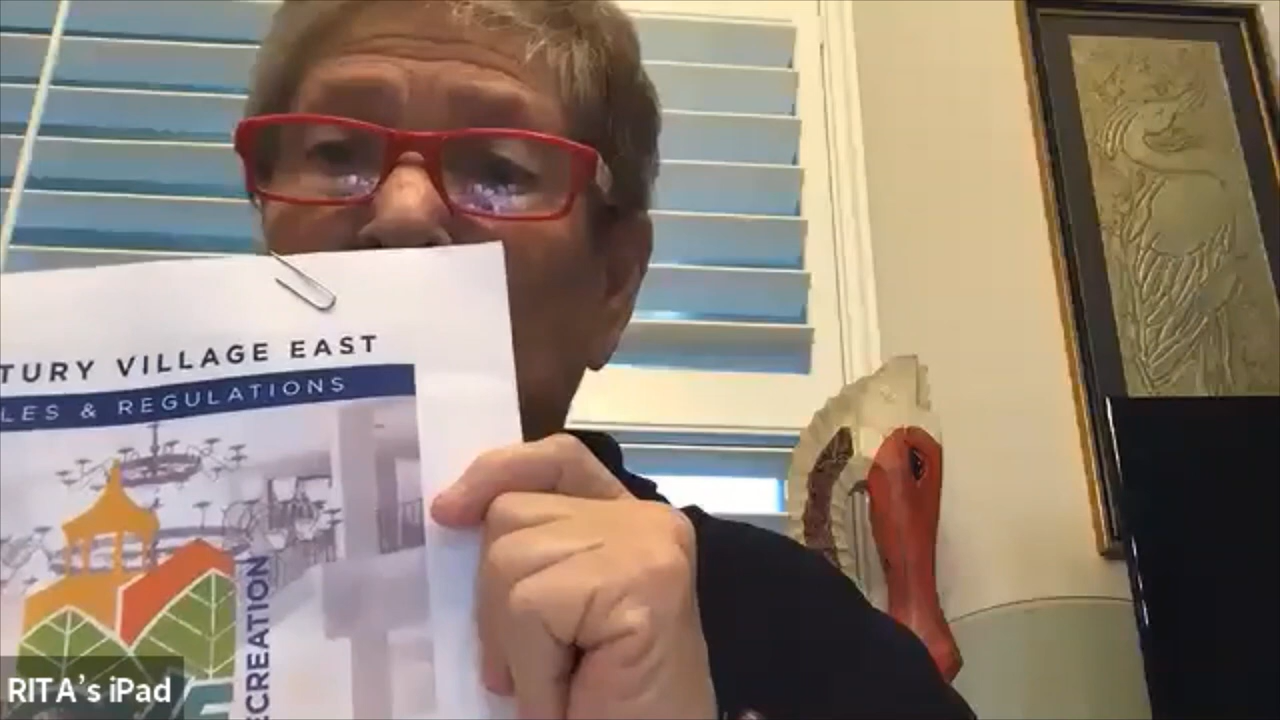 TURY VILLAGE EAST
LES & REGULATIONS
ECREATION
RITA's iPad